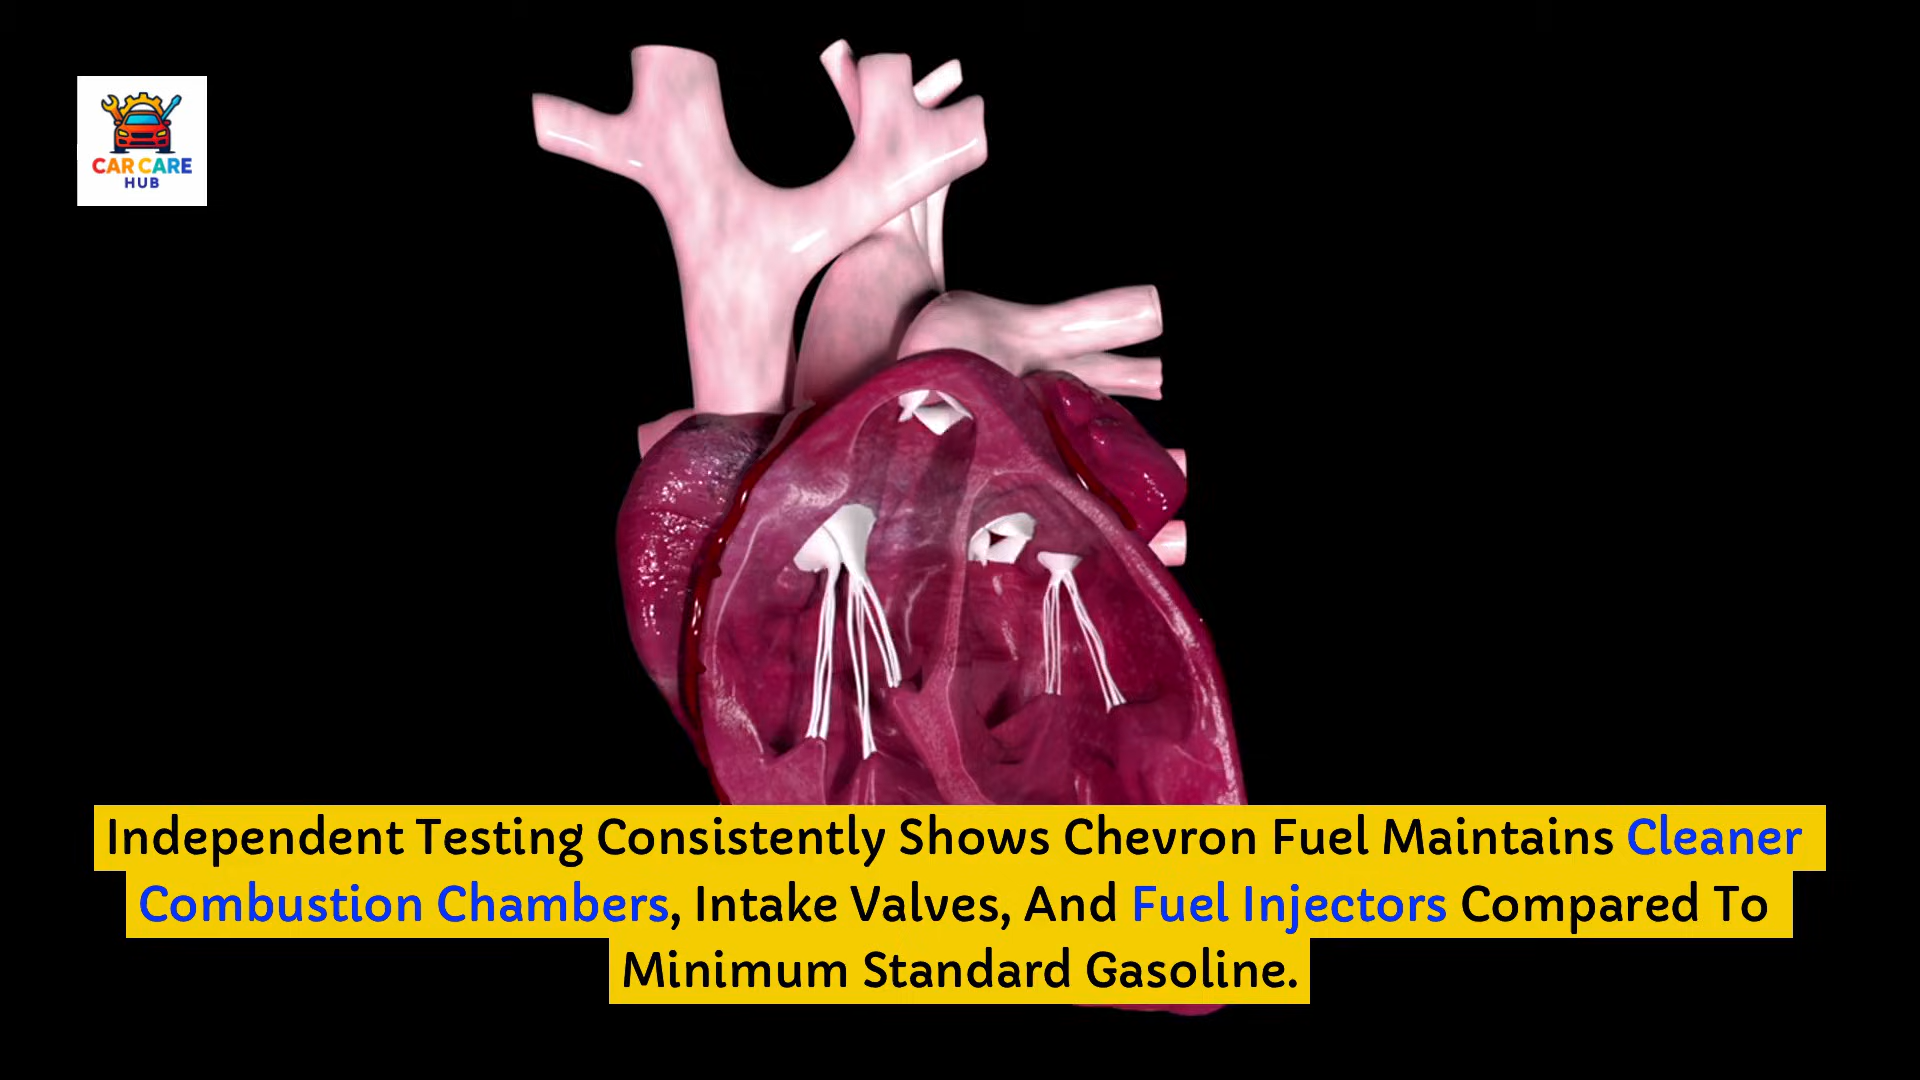 CAR CARE
HUB
Independent Testing Consistently Shows Chevron Fuel Maintains Cleaner
Combustion Chambers, Intake Valves, And Fuel Injectors Compared To
Minimum Standard Gasoline.